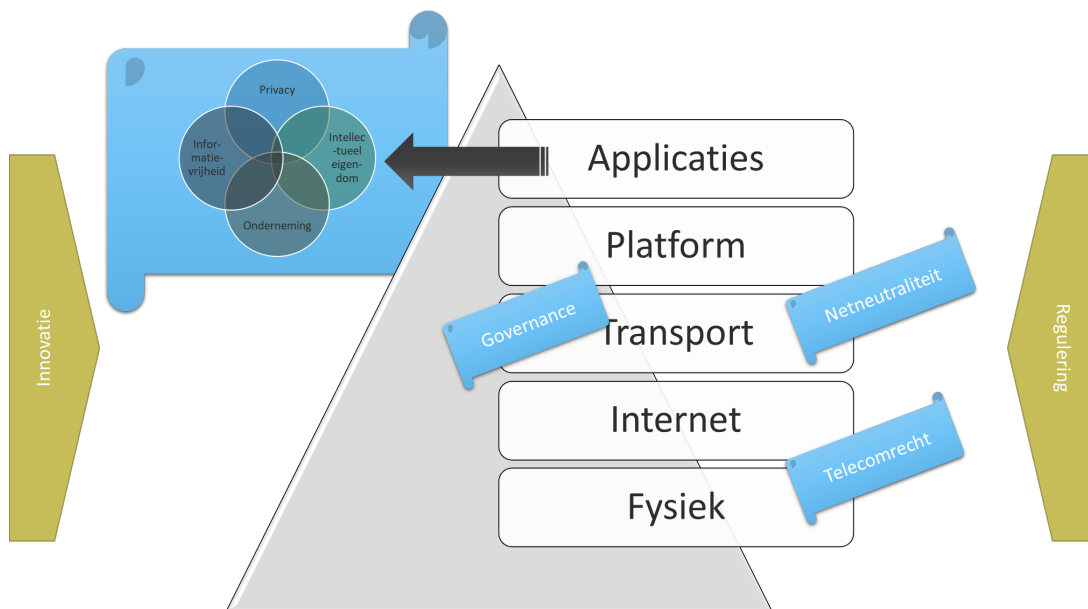 Privacy
Infor-
matie-
vrijheid
Intellec
-tueel
eigen-
dom
Onderneming
Applicaties
Platform
Governance
Transport
Netneutraliteit
Internet
Telecomrecht
Fysiek
Innovatie
Regulering